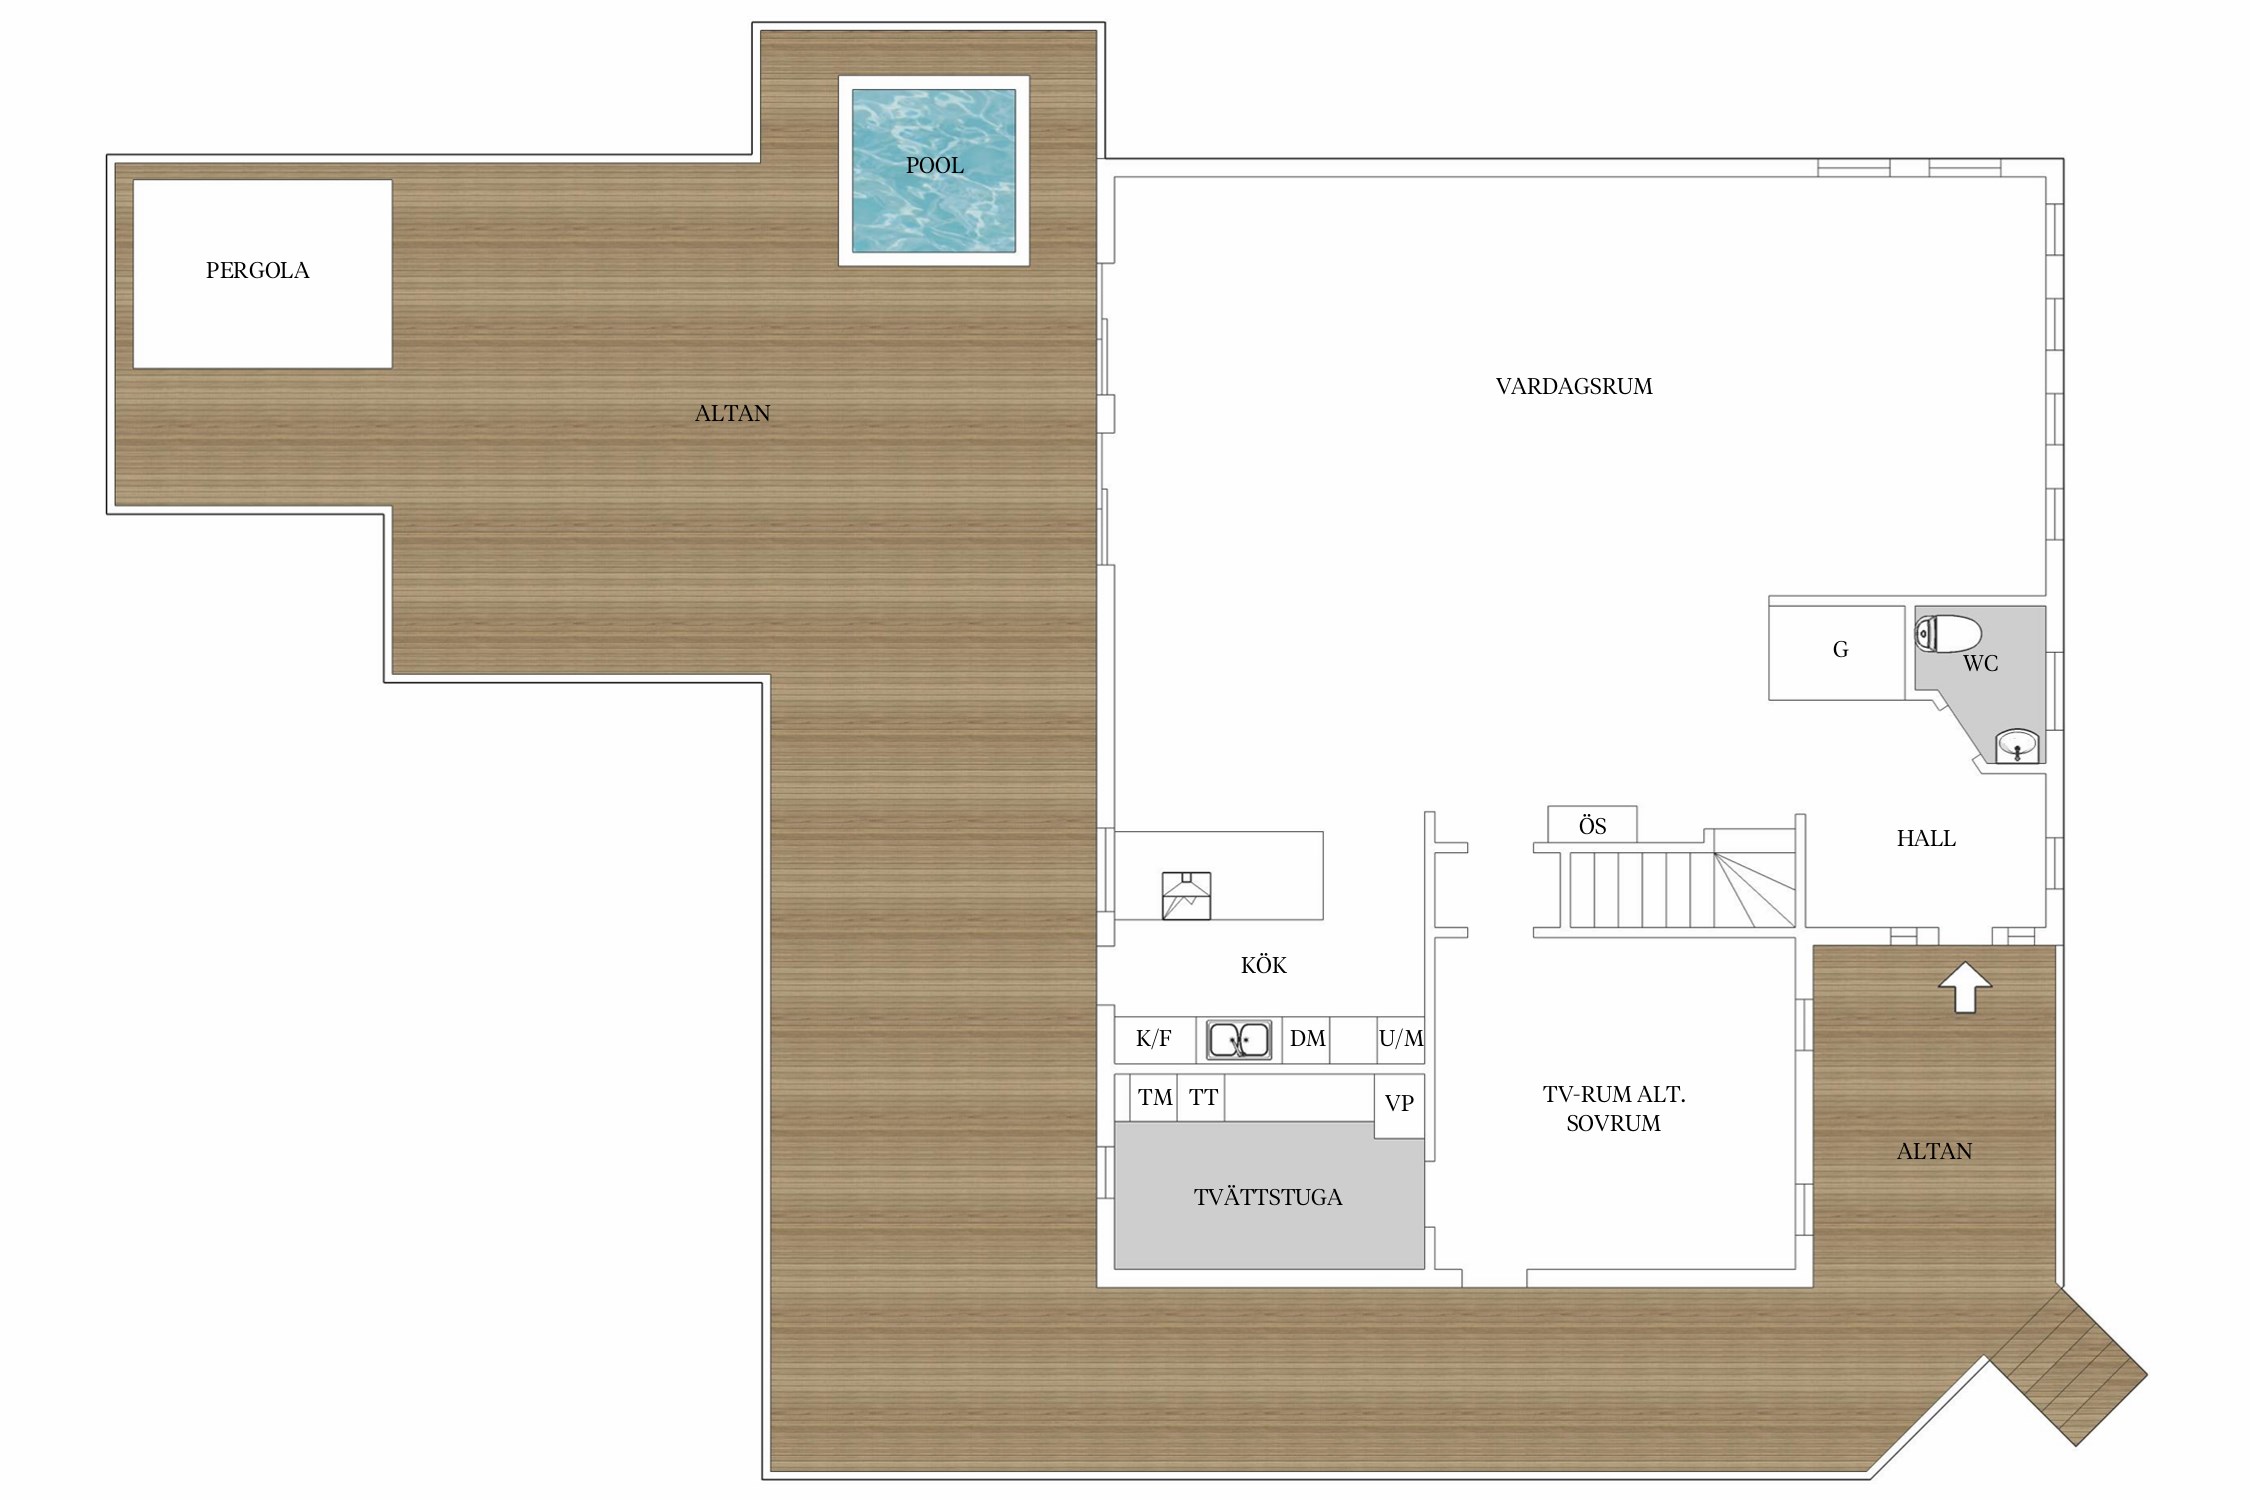 POOL
PERGOLA
ALTAN
VARDAGSRUM
G
WC
ÖS
HALL
KÖK
K/F
DM
U/M
TM
TT
VP
TV-RUM ALT.
SOVRUM
ALTAN
TVÄTTSTUGA